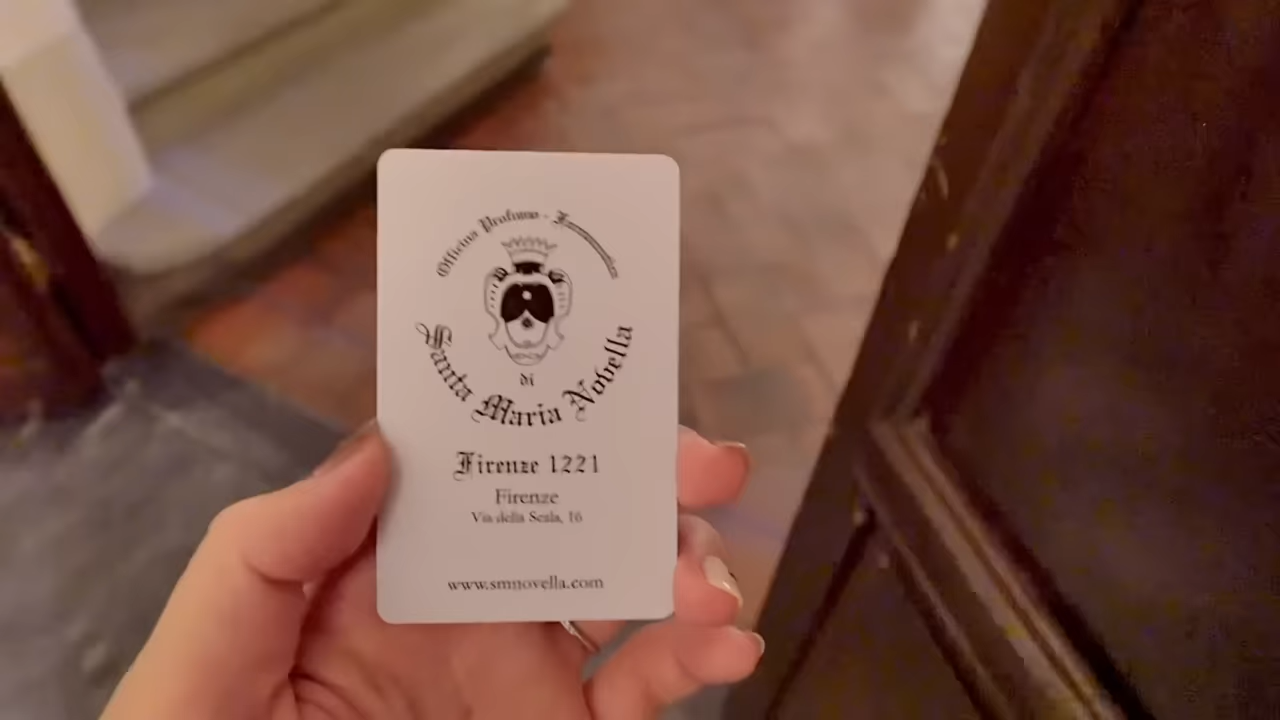 Officina Profumo - Farmaceutica
di
Santa Maria Novella
Firenze 1221
Firenze
Via della Scala, 16
www.smnovella.com